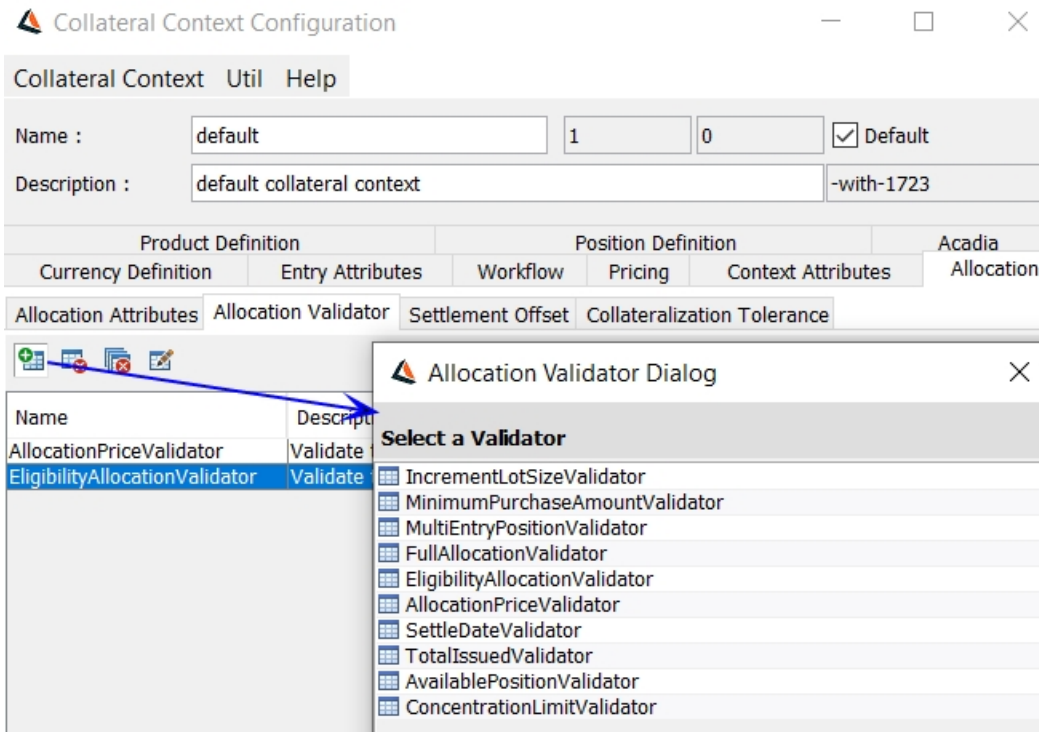 Collateral Context Configuration
Collateral Context Util Help
Name : default 1 0 Default
Description : default collateral context -with-1723
Product Definition Position Definition Acadia
Currency Definition Entry Attributes Workflow Pricing Context Attributes Allocation
Allocation Attributes Allocation Validator Settlement Offset Collateralization Tolerance
Allocation Validator Dialog
Name Descripti
Select a Validator
AllocationPriceValidator Validate
EligibilityAllocationValidator Validate
IncrementLotSizeValidator
MinimumPurchaseAmountValidator
MultiEntryPositionValidator
FullAllocationValidator
EligibilityAllocationValidator
AllocationPriceValidator
SettleDateValidator
TotalIssuedValidator
AvailablePositionValidator
ConcentrationLimitValidator